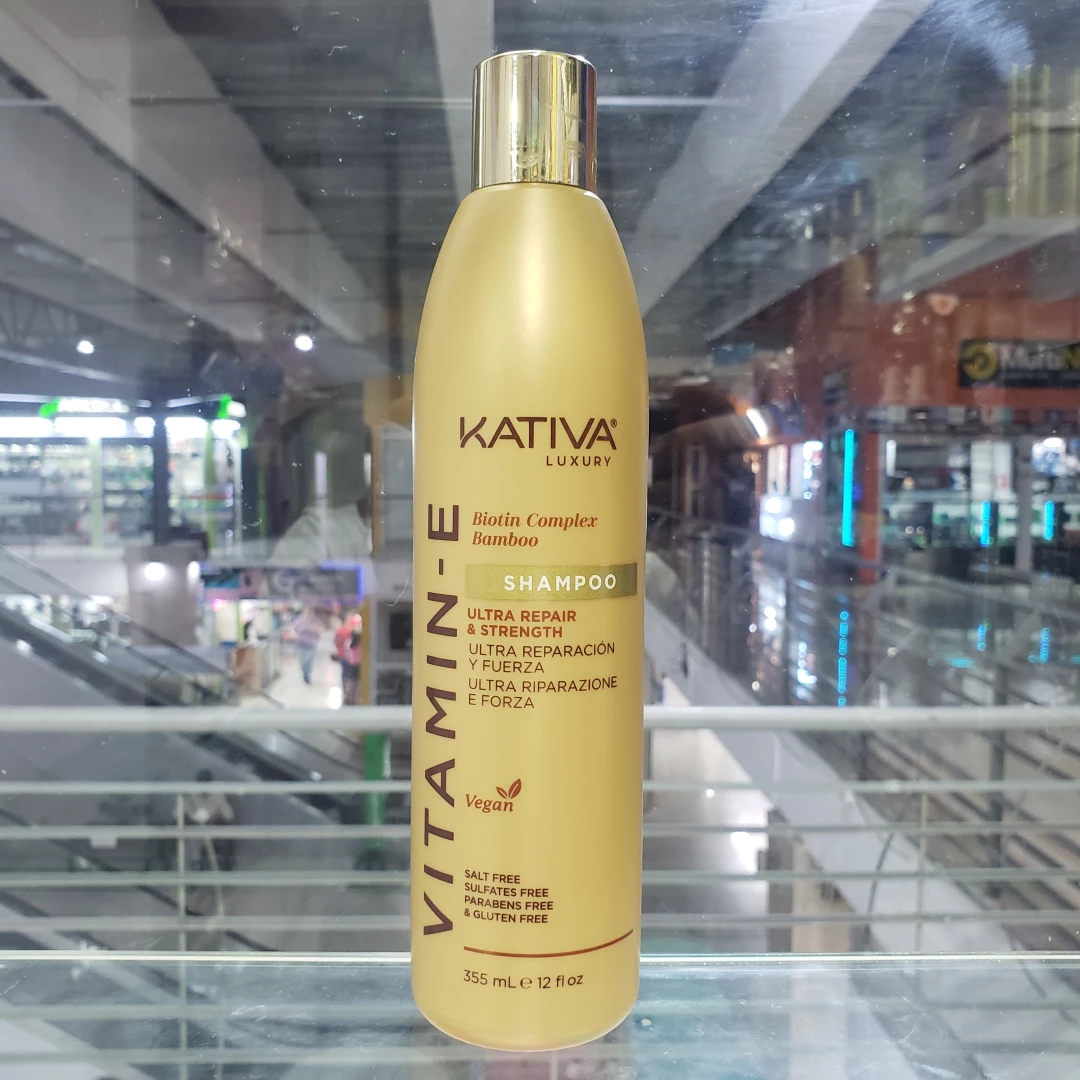 KATIVA®
LUXURY
VITAMIN-E
Biotin Complex
Bamboo
SHAMPOO
ULTRA REPAIR
& STRENGTH
ULTRA REPARACIÓN
Y FUERZA
ULTRA RIPARAZIONE
E FORZA
Vegan
SALT FREE
SULFATES FREE
PARABENS FREE
& GLUTEN FREE
355 mL ℮ 12 fl oz